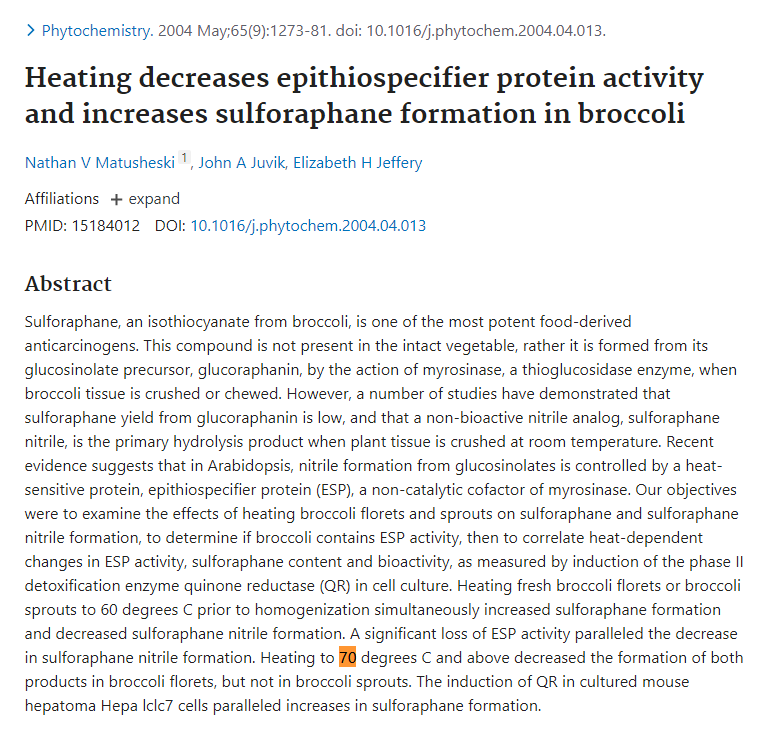 > Phytochemistry. 2004 May;65(9):1273-81. doi: 10.1016/j.phytochem.2004.04.013.
Heating decreases epithiospecifier protein activity
and increases sulforaphane formation in broccoli
Nathan V Matusheski 1, John A Juvik, Elizabeth H Jeffery
Affiliations + expand
PMID: 15184012 DOI: 10.1016/j.phytochem.2004.04.013
Abstract
Sulforaphane, an isothiocyanate from broccoli, is one of the most potent food-derived
anticarcinogens. This compound is not present in the intact vegetable, rather it is formed from its
glucosinolate precursor, glucoraphanin, by the action of myrosinase, a thioglucosidase enzyme, when
broccoli tissue is crushed or chewed. However, a number of studies have demonstrated that
sulforaphane yield from glucoraphanin is low, and that a non-bioactive nitrile analog, sulforaphane
nitrile, is the primary hydrolysis product when plant tissue is crushed at room temperature. Recent
evidence suggests that in Arabidopsis, nitrile formation from glucosinolates is controlled by a heat-
sensitive protein, epithiospecifier protein (ESP), a non-catalytic cofactor of myrosinase. Our objectives
were to examine the effects of heating broccoli florets and sprouts on sulforaphane and sulforaphane
nitrile formation, to determine if broccoli contains ESP activity, then to correlate heat-dependent
changes in ESP activity, sulforaphane content and bioactivity, as measured by induction of the phase II
detoxification enzyme quinone reductase (QR) in cell culture. Heating fresh broccoli florets or broccoli
sprouts to 60 degrees C prior to homogenization simultaneously increased sulforaphane formation
and decreased sulforaphane nitrile formation. A significant loss of ESP activity paralleled the decrease
in sulforaphane nitrile formation. Heating to 70 degrees C and above decreased the formation of both
products in broccoli florets, but not in broccoli sprouts. The induction of QR in cultured mouse
hepatoma Hepa lclc7 cells paralleled increases in sulforaphane formation.